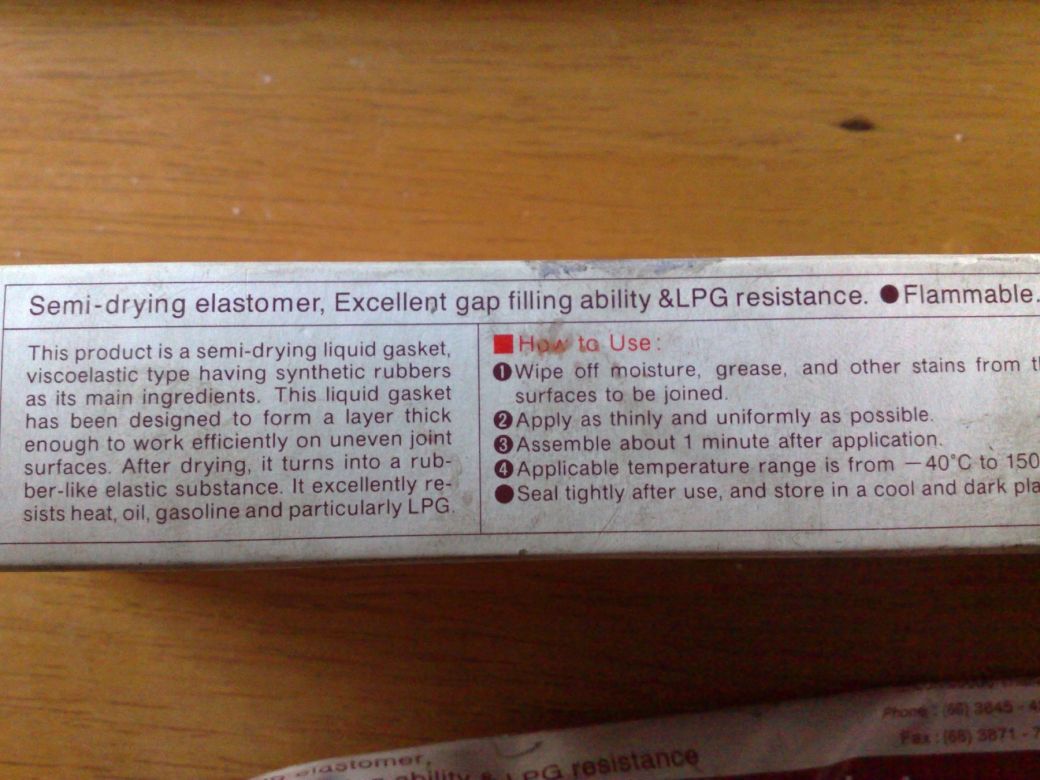 Semi-drying elastomer, Excellent gap filling ability &LPG resistance. ●Flammable.
This product is a semi-drying liquid gasket,
viscoelastic type having synthetic rubbers
as its main ingredients. This liquid gasket
has been designed to form a layer thick
enough to work efficiently on uneven joint
surfaces. After drying, it turns into a rub-
ber-like elastic substance. It excellently re-
sists heat, oil, gasoline and particularly LPG.
■How to Use:
❶Wipe off moisture, grease, and other stains from
surfaces to be joined.
❷Apply as thinly and uniformly as possible.
❸Assemble about 1 minute after application.
❹Applicable temperature range is from —40°C to 150
●Seal tightly after use, and store in a cool and dark
Phone : (66) 3645 -
Fax : (66) 3871 - 7
elastomer,
ability & LPG resistance